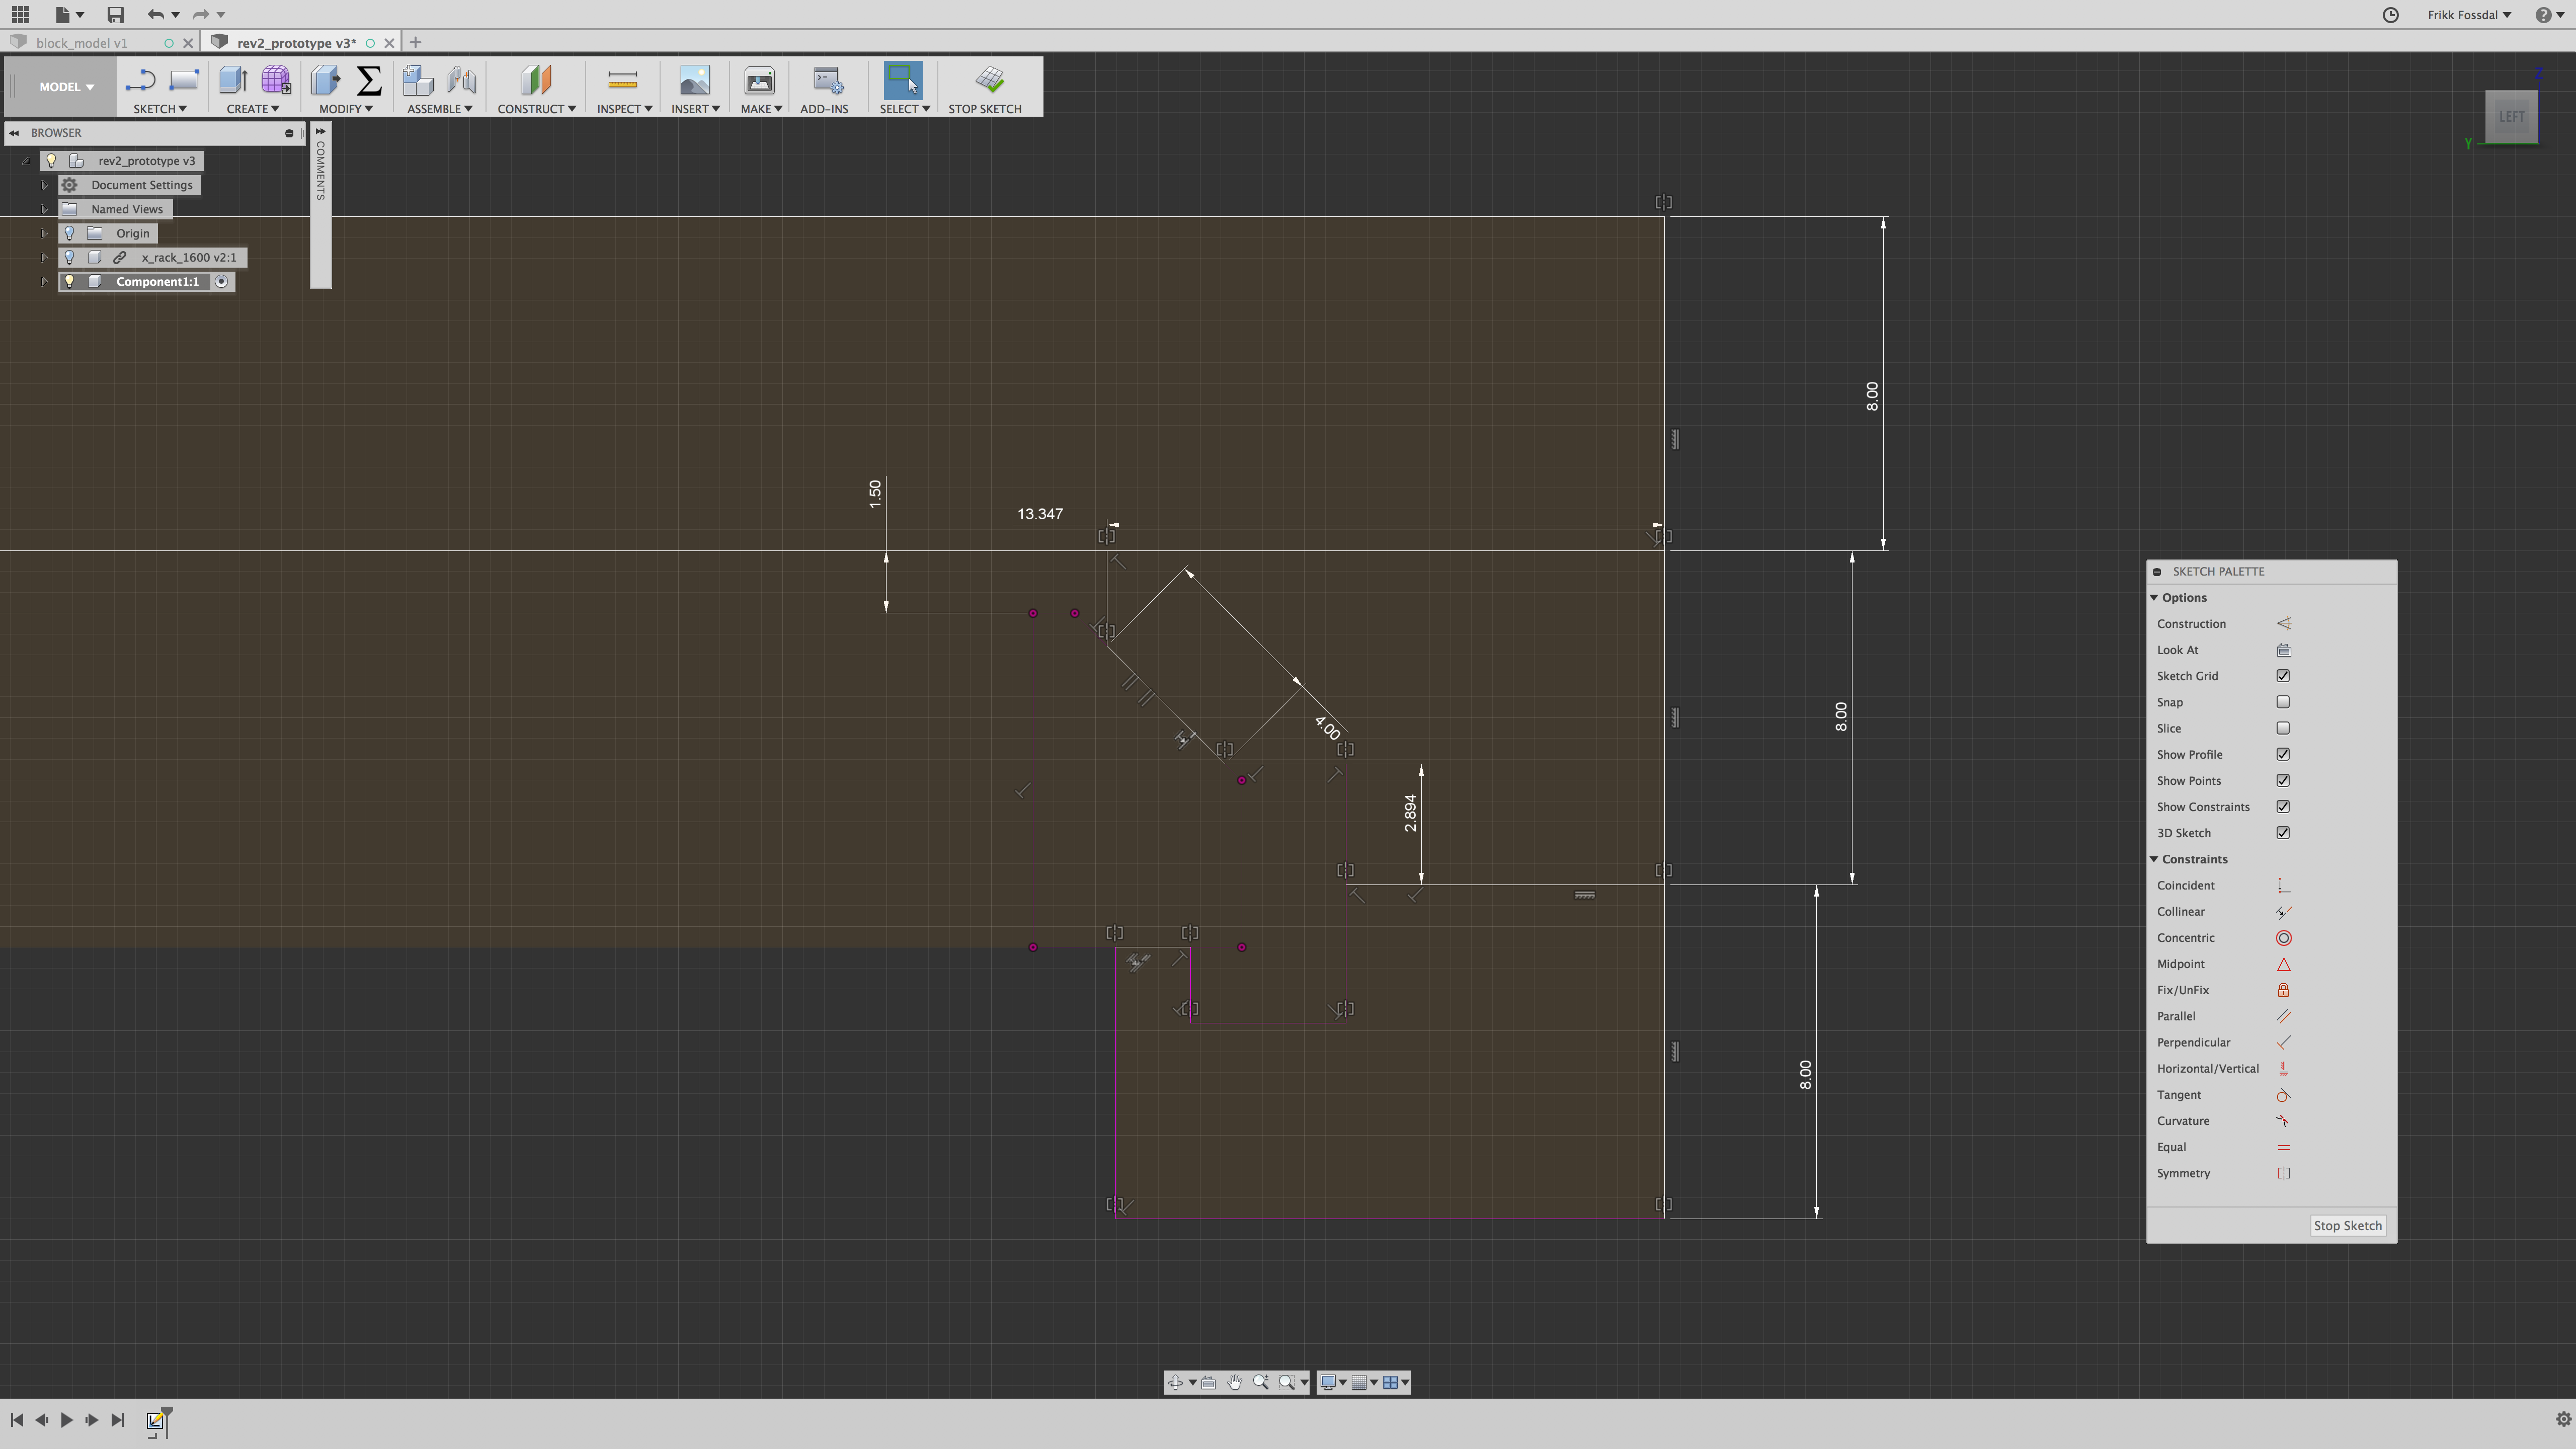 Frikk Fossdal
block_model v1
rev2_prototype v3*
MODEL
SKETCH
CREATE
MODIFY
ASSEMBLE
CONSTRUCT
INSPECT
INSERT
MAKE
ADD-INS
SELECT
STOP SKETCH
BROWSER
COMMENTS
rev2_prototype v3
Document Settings
Named Views
Origin
x_rack_1600 v2:1
Component1:1
Z
LEFT
Y
8.00
1.50
13.347
4.00
8.00
2.894
8.00
SKETCH PALETTE
Options
Construction
Look At
Sketch Grid
Snap
Slice
Show Profile
Show Points
Show Constraints
3D Sketch
Constraints
Coincident
Collinear
Concentric
Midpoint
Fix/UnFix
Parallel
Perpendicular
Horizontal/Vertical
Tangent
Curvature
Equal
Symmetry
Stop Sketch